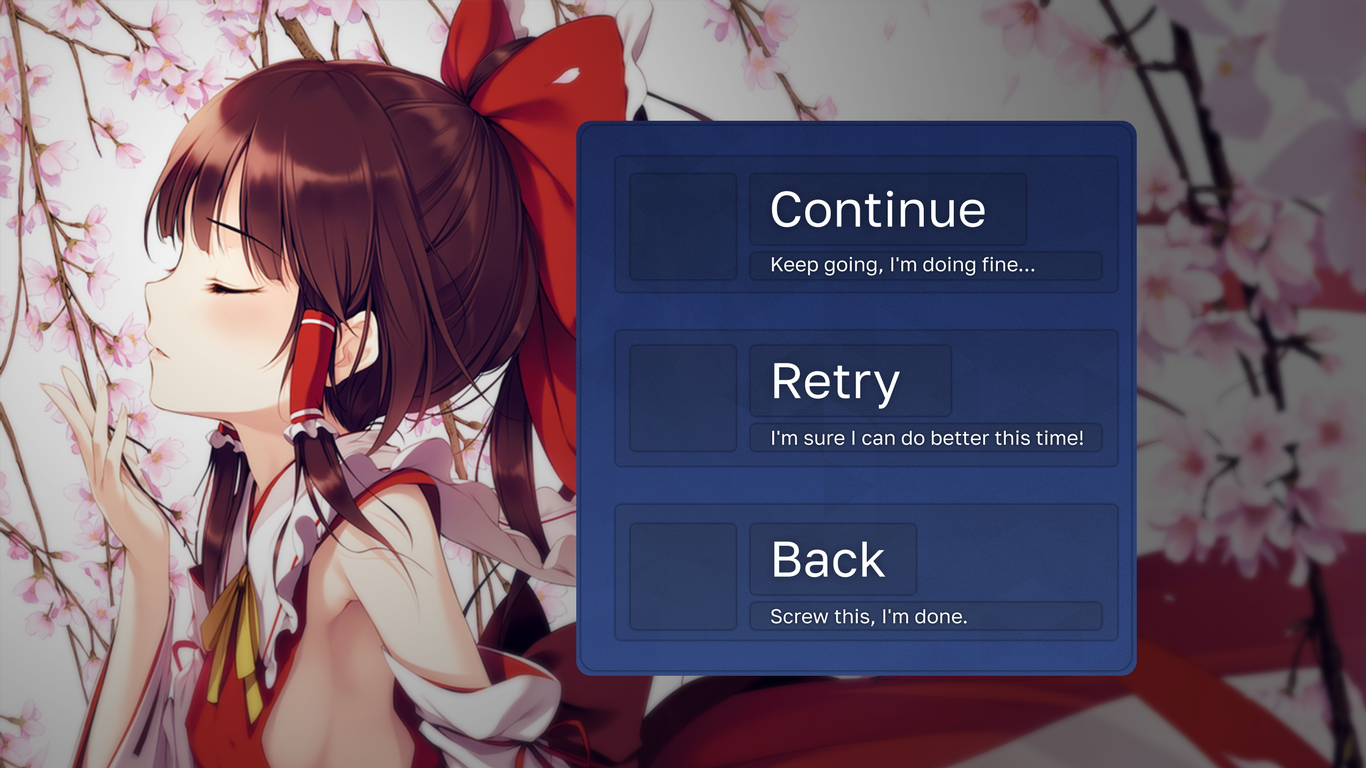 Continue
Keep going, I'm doing fine...
Retry
I'm sure I can do better this time!
Back
Screw this, I'm done.